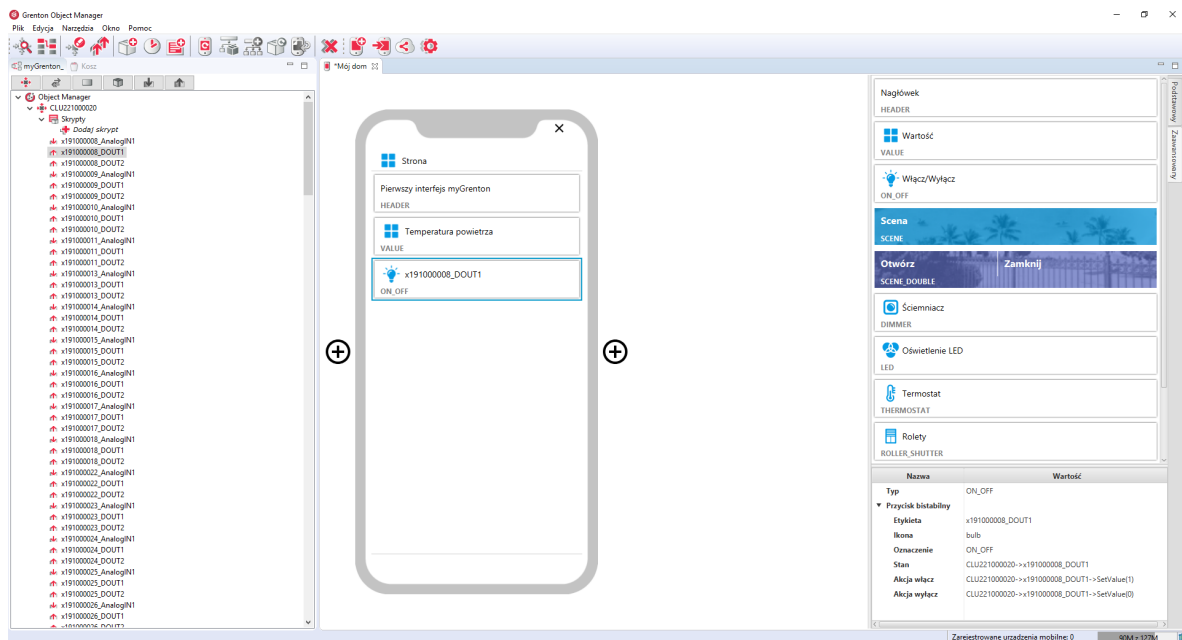 Grenton Object Manager
Plik Edycja Narzędzia Okno Pomoc
myGrenton_ Kosz
*Mój dom
Object Manager
CLU221000020
Skrypty
Dodaj skrypt
x191000008_AnalogIN1
x191000008_DOUT1
x191000008_DOUT2
x191000009_AnalogIN1
x191000009_DOUT1
x191000009_DOUT2
x191000010_AnalogIN1
x191000010_DOUT1
x191000010_DOUT2
x191000011_AnalogIN1
x191000011_DOUT1
x191000011_DOUT2
x191000013_AnalogIN1
x191000013_DOUT1
x191000013_DOUT2
x191000014_AnalogIN1
x191000014_DOUT1
x191000014_DOUT2
x191000015_AnalogIN1
x191000015_DOUT1
x191000015_DOUT2
x191000016_AnalogIN1
x191000016_DOUT1
x191000016_DOUT2
x191000017_AnalogIN1
x191000017_DOUT1
x191000017_DOUT2
x191000018_AnalogIN1
x191000018_DOUT1
x191000018_DOUT2
x191000022_AnalogIN1
x191000022_DOUT1
x191000022_DOUT2
x191000023_AnalogIN1
x191000023_DOUT1
x191000023_DOUT2
x191000024_AnalogIN1
x191000024_DOUT1
x191000024_DOUT2
x191000025_AnalogIN1
x191000025_DOUT1
x191000025_DOUT2
x191000026_AnalogIN1
x191000026_DOUT1
x191000026_DOUT2
Strona
Pierwszy interfejs myGrenton
HEADER
Temperatura powietrza
VALUE
x191000008_DOUT1
ON_OFF
Nagłówek
HEADER
Wartość
VALUE
Włącz/Wyłącz
ON_OFF
Scena
SCENE
Otwórz Zamknij
SCENE_DOUBLE
Ściemniacz
DIMMER
Oświetlenie LED
LED
Termostat
THERMOSTAT
Rolety
ROLLER_SHUTTER
Podstawowy
Zaawansowany
Nazwa Wartość
Typ ON_OFF
Przycisk bistabilny
Etykieta x191000008_DOUT1
Ikona bulb
Oznaczenie ON_OFF
Stan CLU221000020->x191000008_DOUT1
Akcja włącz CLU221000020->x191000008_DOUT1->SetValue(1)
Akcja wyłącz CLU221000020->x191000008_DOUT1->SetValue(0)
Zarejestrowane urządzenia mobilne: 0 90M z 127M